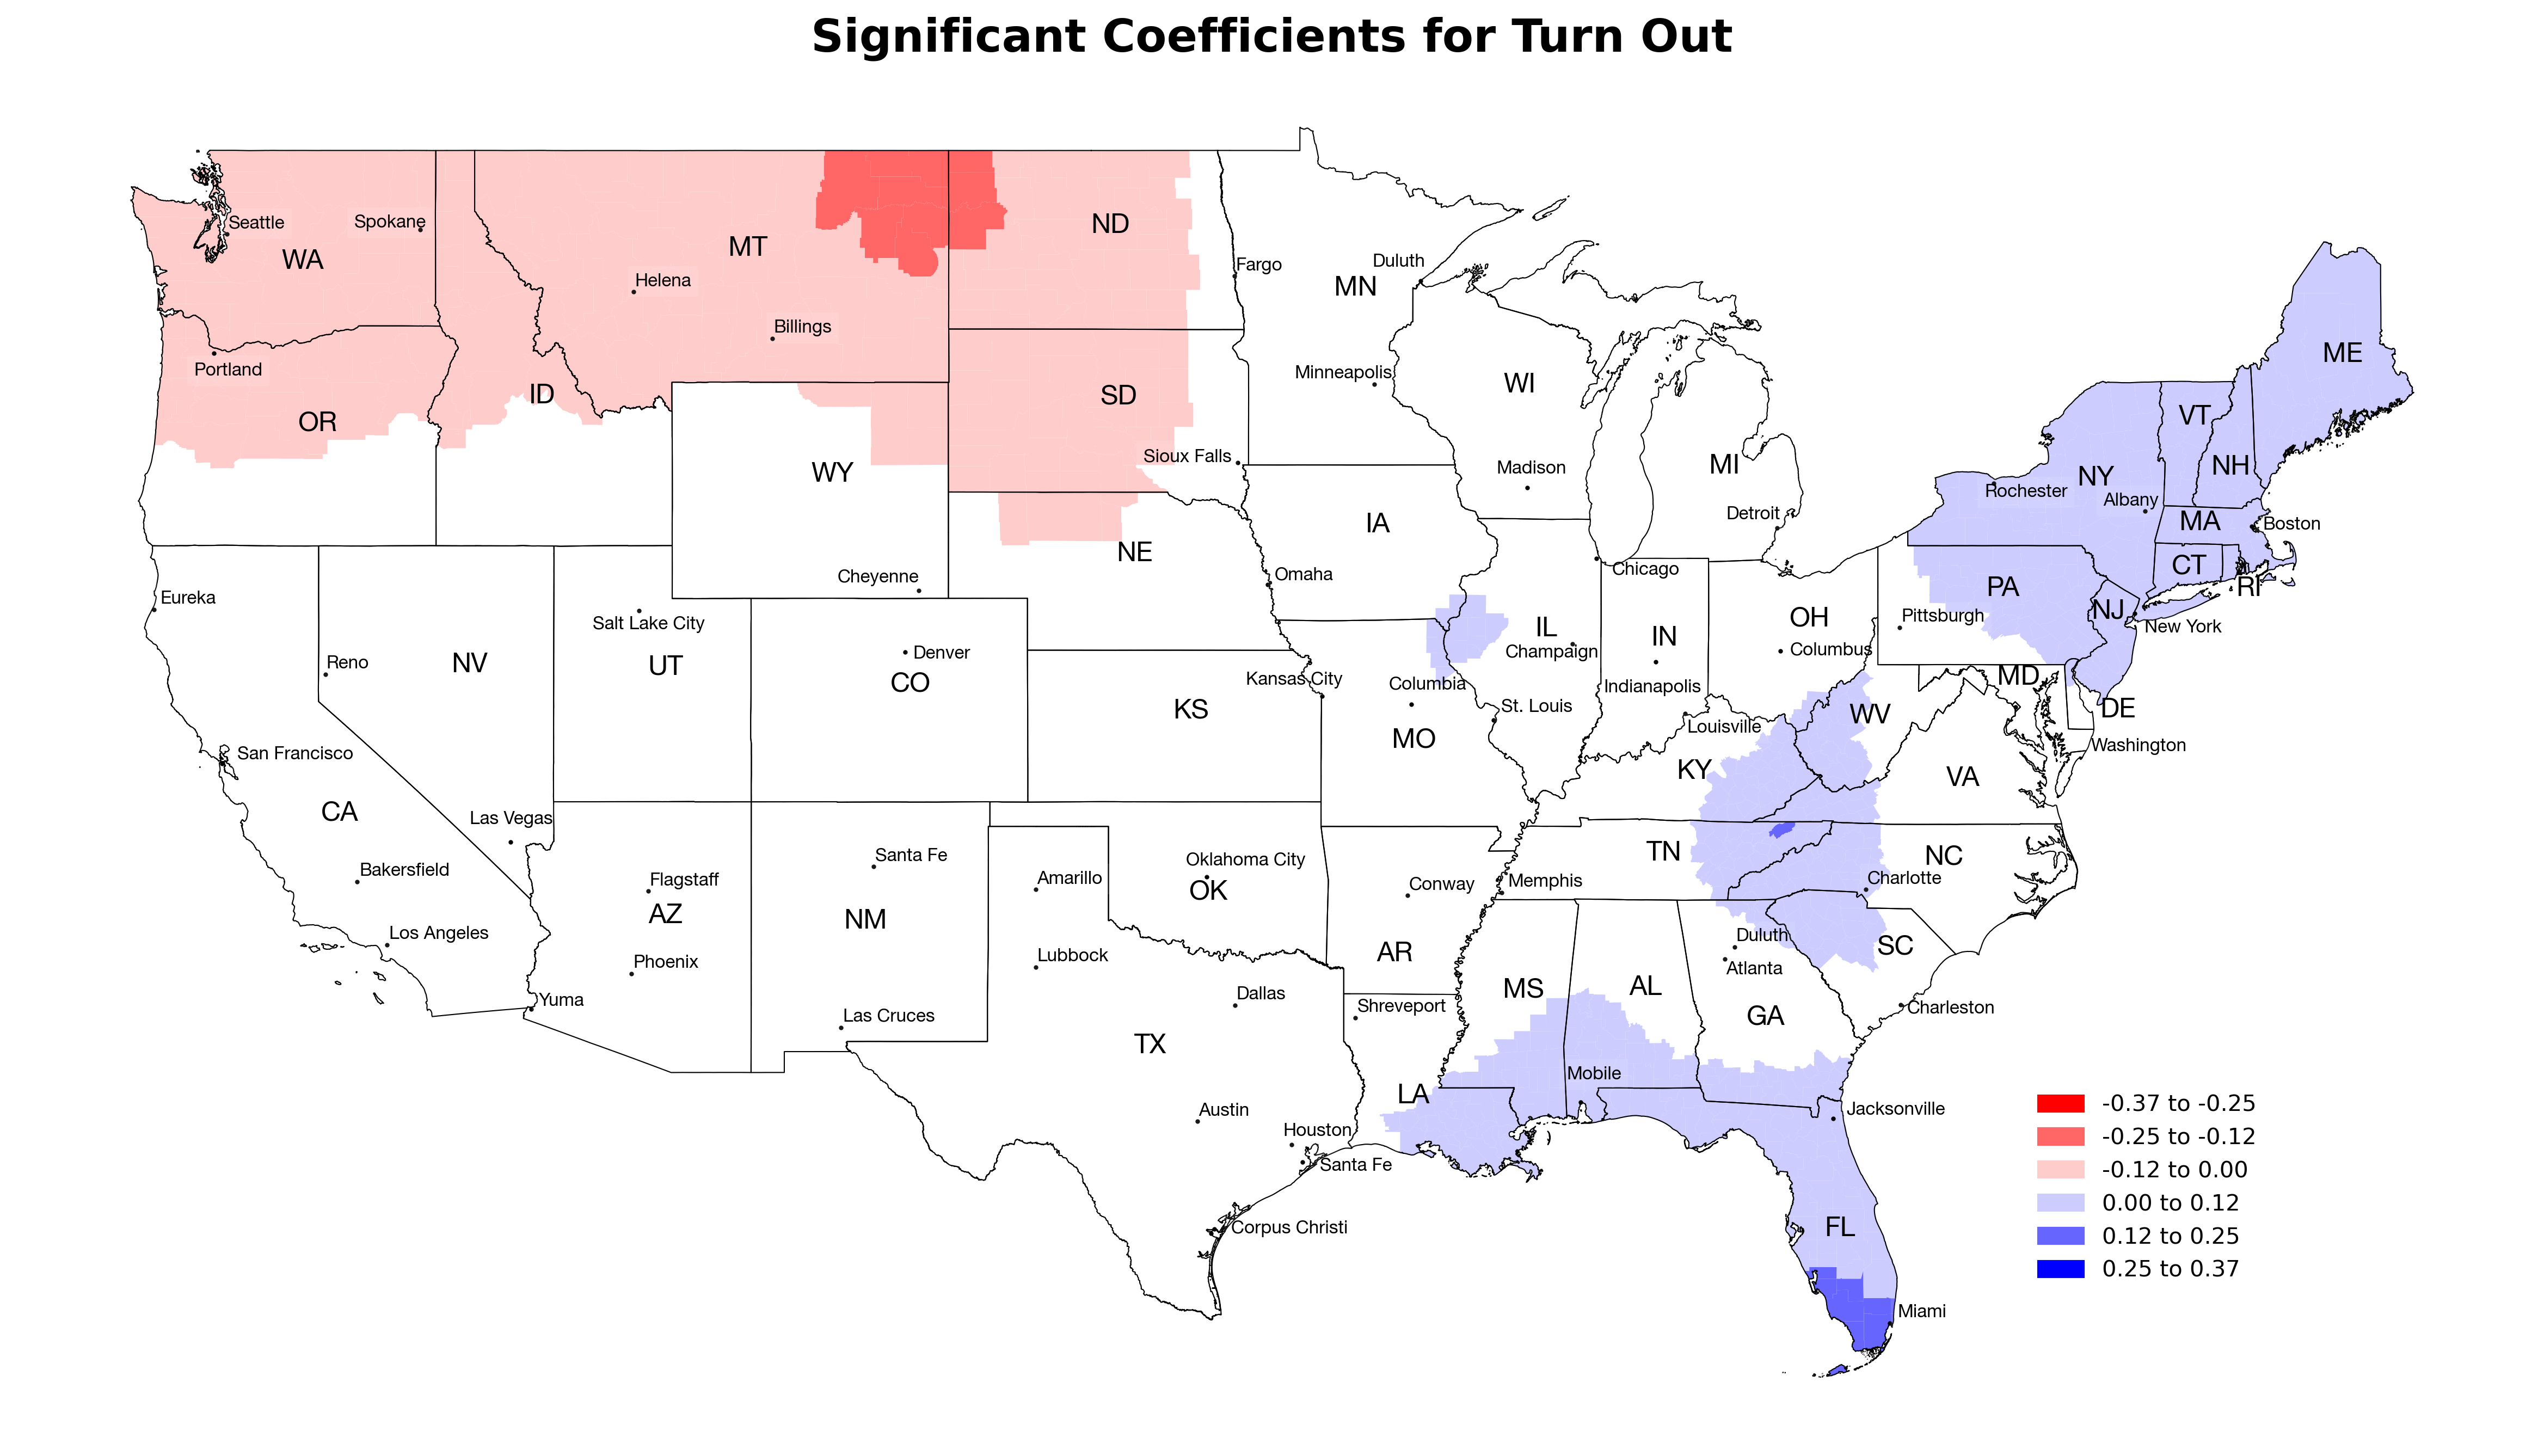 Significant Coefficients for Turn Out
Seattle
Spokane
WA
MT
ND
Helena
Fargo
Duluth
MN
Billings
Portland
ID
OR
SD
Minneapolis
WI
ME
VT
Sioux Falls
WY
Madison
MI
NH
NY
Rochester
Albany
Detroit
IA
MA
Boston
NE
Cheyenne
Omaha
Chicago
CT
RI
PA
Eureka
Salt Lake City
IL
Champaign
IN
OH
Pittsburgh
NJ
New York
Reno
NV
UT
Denver
CO
Columbus
Kansas City
Columbia
Indianapolis
MD
KS
St. Louis
Louisville
WV
DE
MO
Washington
San Francisco
KY
VA
CA
Las Vegas
Santa Fe
Oklahoma City
OK
TN
NC
Bakersfield
Flagstaff
AZ
NM
Amarillo
Conway
Memphis
Charlotte
Los Angeles
Phoenix
Lubbock
AR
Duluth
Atlanta
SC
Yuma
Las Cruces
Dallas
Shreveport
MS
AL
GA
Charleston
TX
Mobile
LA
Austin
Jacksonville
Houston
Santa Fe
Corpus Christi
FL
Miami
-0.37 to -0.25
-0.25 to -0.12
-0.12 to 0.00
0.00 to 0.12
0.12 to 0.25
0.25 to 0.37